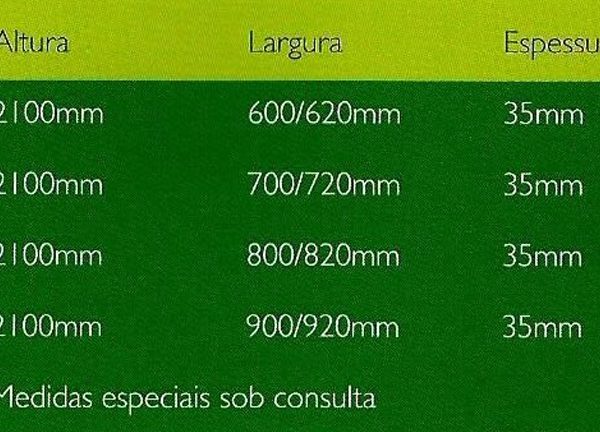 Altura Largura Espessu
2100mm 600/620mm 35mm
2100mm 700/720mm 35mm
2100mm 800/820mm 35mm
2100mm 900/920mm 35mm
Medidas especiais sob consulta